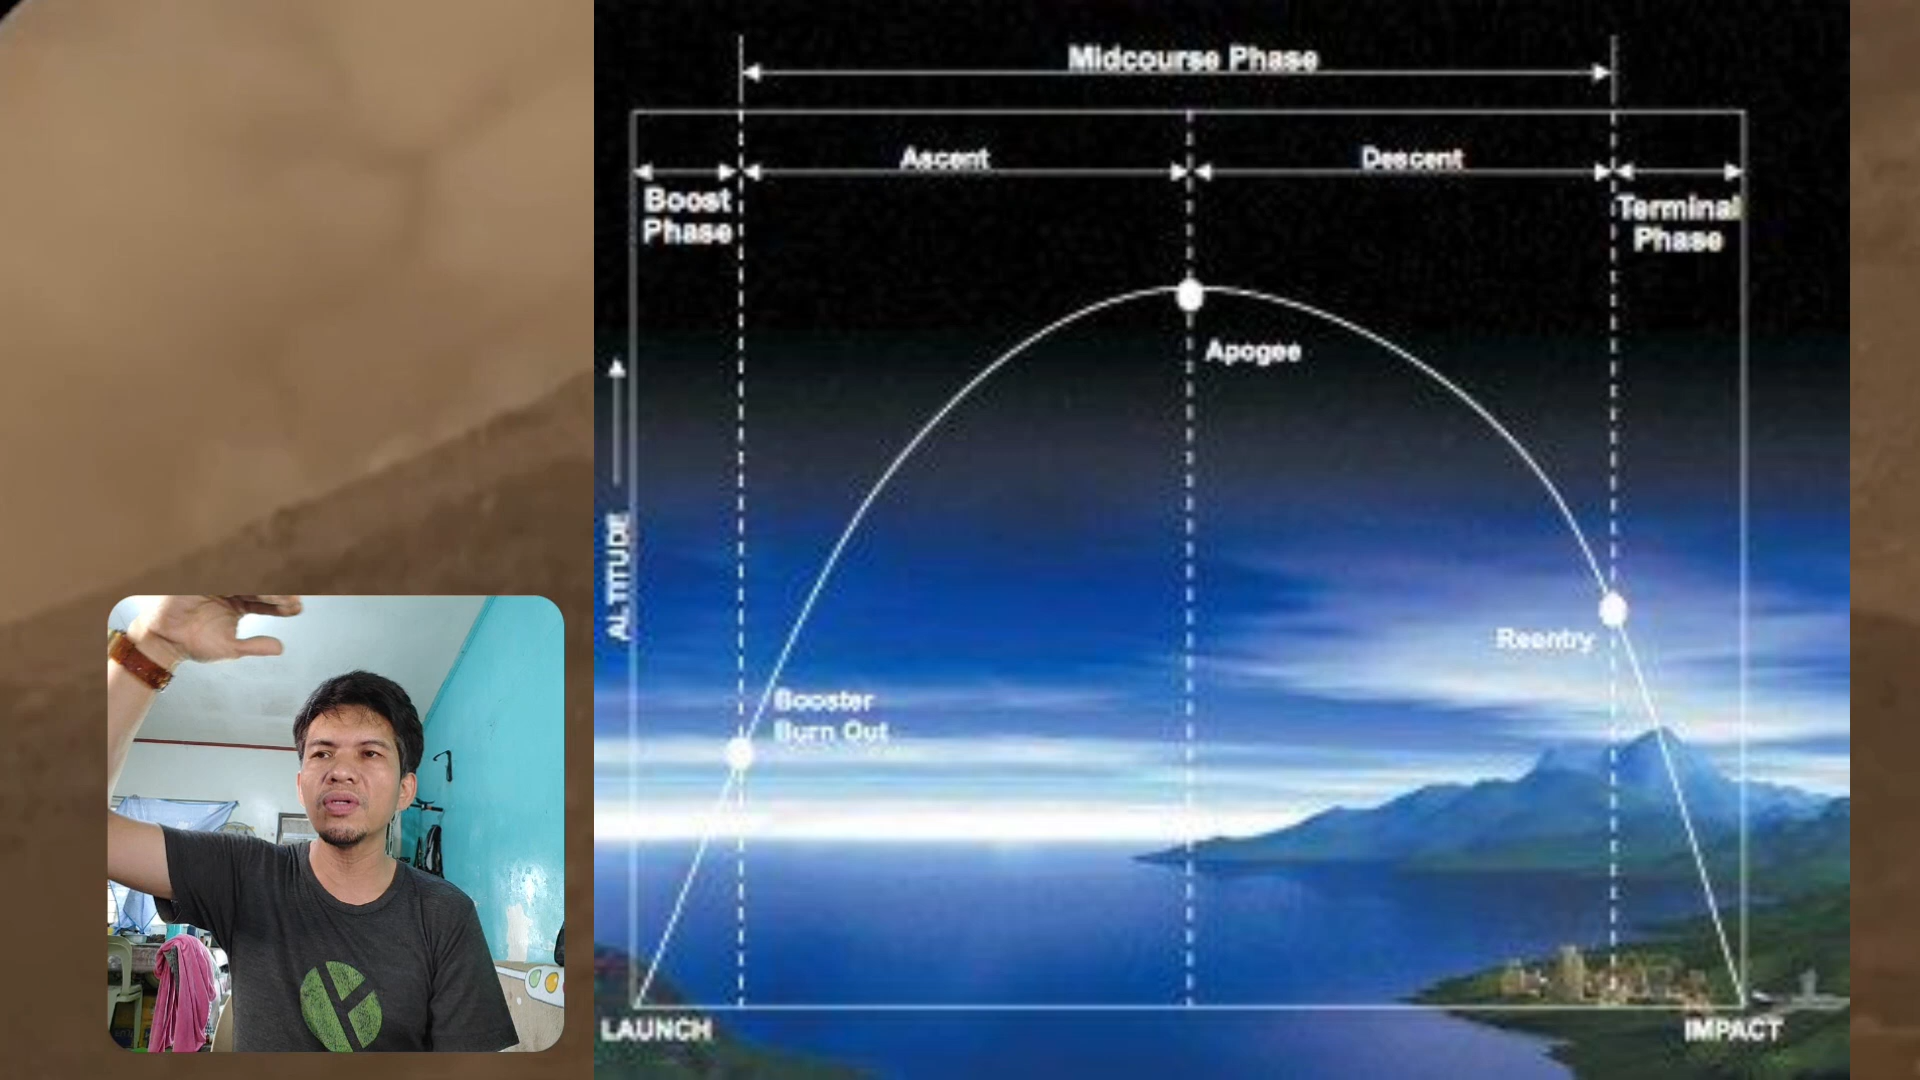 Midcourse Phase
Ascent
Descent
Boost
Phase
Terminal
Phase
Apogee
ALTITUDE
Reentry
Booster
Burn Out
LAUNCH
IMPACT